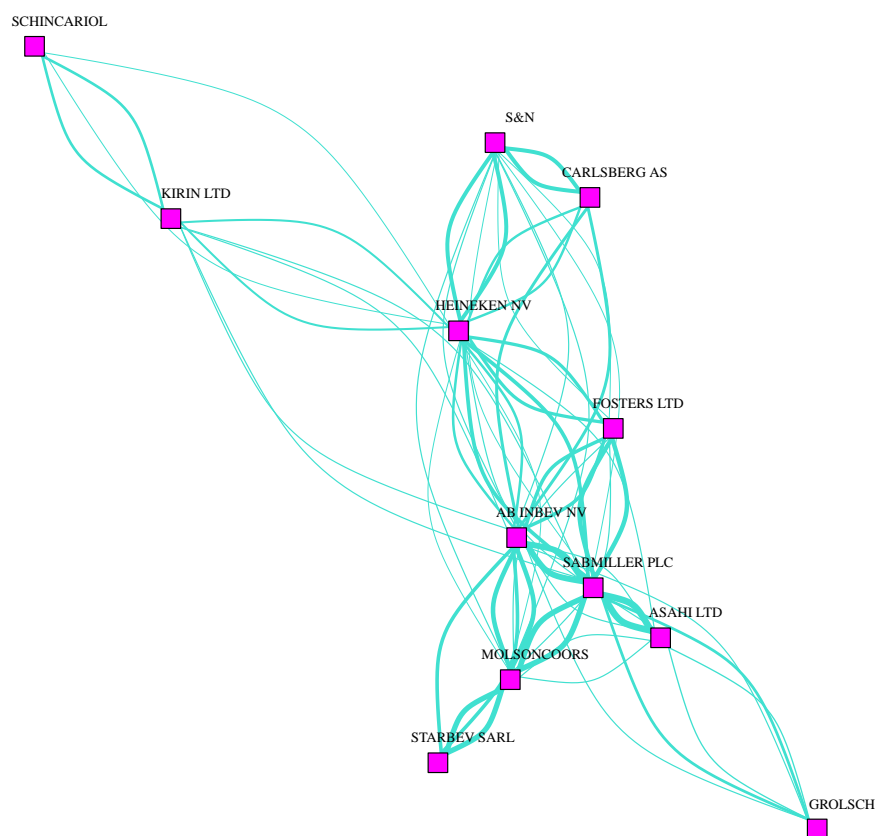 SCHINCARIOL
S&N
CARLSBERG AS
KIRIN LTD
HEINEKEN NV
FOSTERS LTD
AB INBEV NV
SABMILLER PLC
ASAHI LTD
MOLSONCOORS
STARBEV SARL
GROLSCH